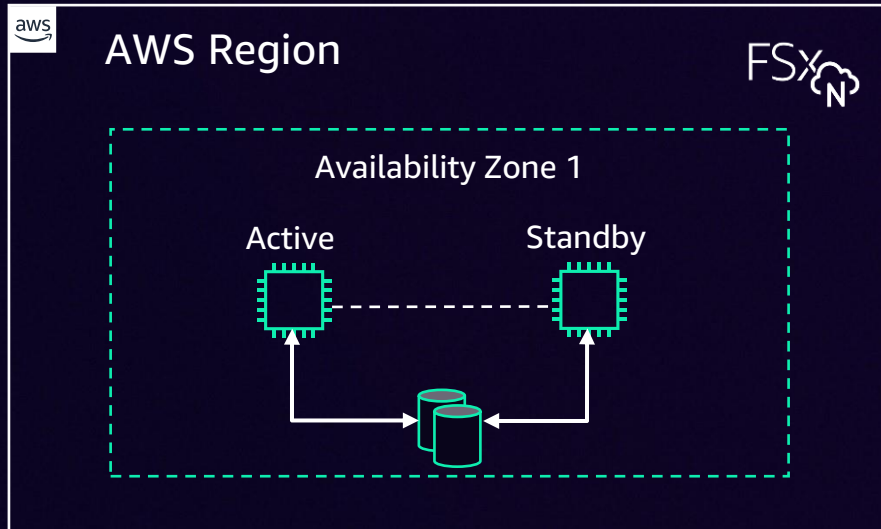 aws
AWS Region
FSx
N
Availability Zone 1
Active
Standby